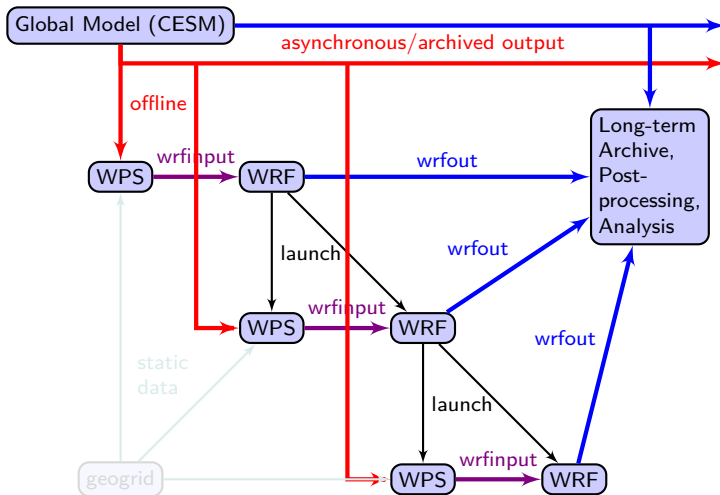 Global Model (CESM)
asynchronous/archived output
offline
Long-term
Archive,
Post-
processing,
Analysis
wrfinput
wrfout
WPS
WRF
launch
wrfout
wrfinput
WPS
WRF
wrfout
static
data
launch
wrfinput
geogrid
WPS
WRF